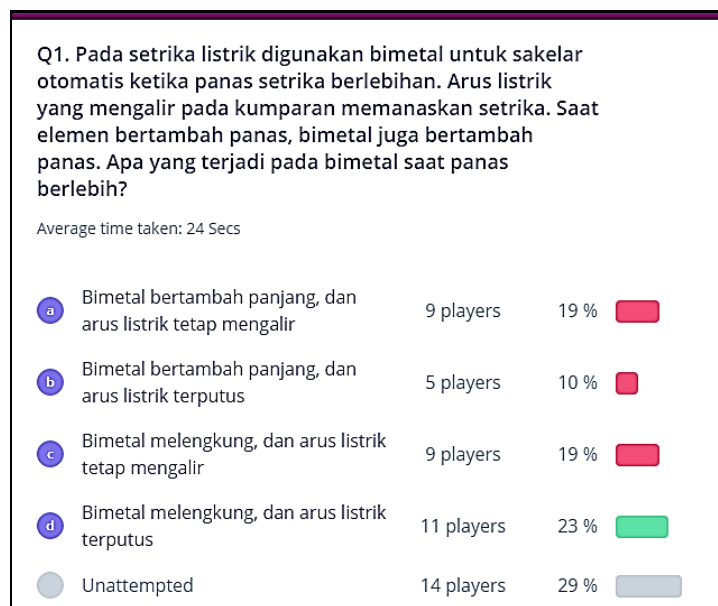 Q1. Pada setrika listrik digunakan bimetal untuk sakelar
otomatis ketika panas setrika berlebihan. Arus listrik
yang mengalir pada kumparan memanaskan setrika. Saat
elemen bertambah panas, bimetal juga bertambah
panas. Apa yang terjadi pada bimetal saat panas
berlebih?
Average time taken: 24 Secs
a Bimetal bertambah panjang, dan
arus listrik tetap mengalir
9 players 19 %
b Bimetal bertambah panjang, dan
arus listrik terputus
5 players 10 %
c Bimetal melengkung, dan arus listrik
tetap mengalir
9 players 19 %
d Bimetal melengkung, dan arus listrik
terputus
11 players 23 %
Unattempted 14 players 29 %